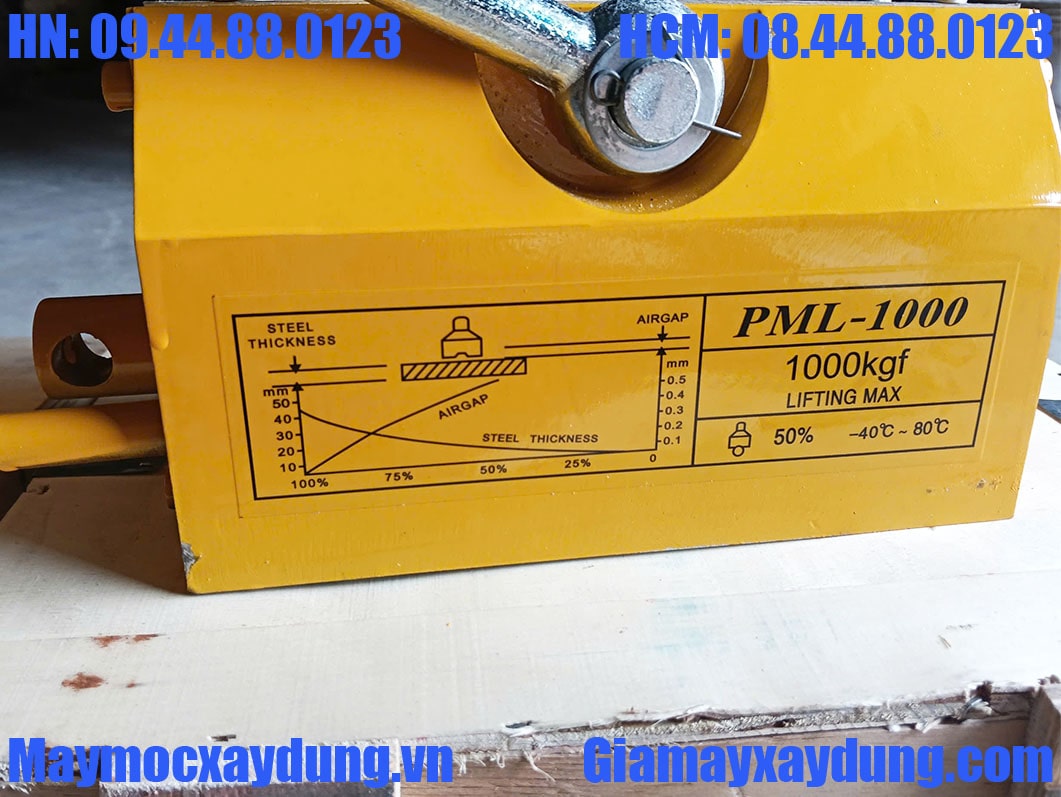 HN: 09.44.88.0123
HCM: 08.44.88.0123
STEEL
THICKNESS
AIRGAP
PML-1000
1000kgf
LIFTING MAX
50%
-40℃ ~ 80℃
mm
50
40
30
20
10
AIRGAP
STEEL THICKNESS
mm
0.5
0.4
0.3
0.2
0.1
100%
75%
50%
25%
0
Maymocxaydung.vn
Giamayxaydung.com